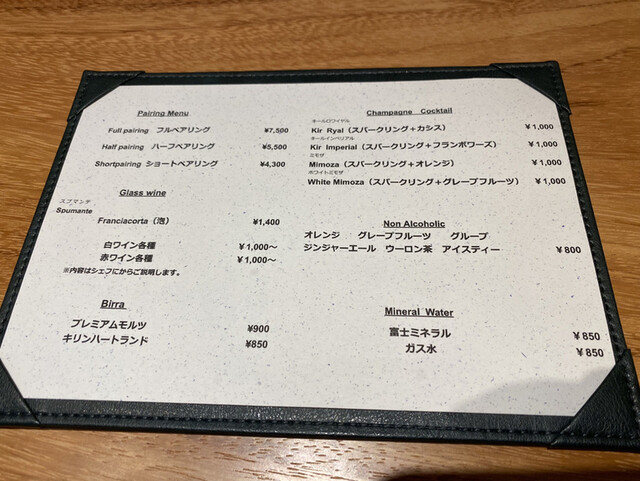 Pairing Menu
Full pairing フルペアリング ¥7,500
Half pairing ハーフペアリング ¥5,500
Shortpairing ショートペアリング ¥4,300
Glass wine
スプマンテ
Spumante
Franciacorta（泡） ¥1,400
白ワイン各種 ¥1,000～
赤ワイン各種 ¥1,000～
※内容はシェフにからご説明します。
Birra
プレミアムモルツ ¥900
キリンハートランド ¥850
Champagne Cocktail
キールロワイヤル
Kir Ryal（スパークリング＋カシス） ¥1,000
キールインペリアル
Kir Imperial（スパークリング＋フランボワーズ） ¥1,000
ミモザ
Mimoza（スパークリング＋オレンジ） ¥1,000
ホワイトミモザ
White Mimoza（スパークリング＋グレープフルーツ） ¥1,000
Non Alcoholic
オレンジ グレープフルーツ グループ
ジンジャーエール ウーロン茶 アイスティー ¥800
Mineral Water
富士ミネラル ¥850
ガス水 ¥850